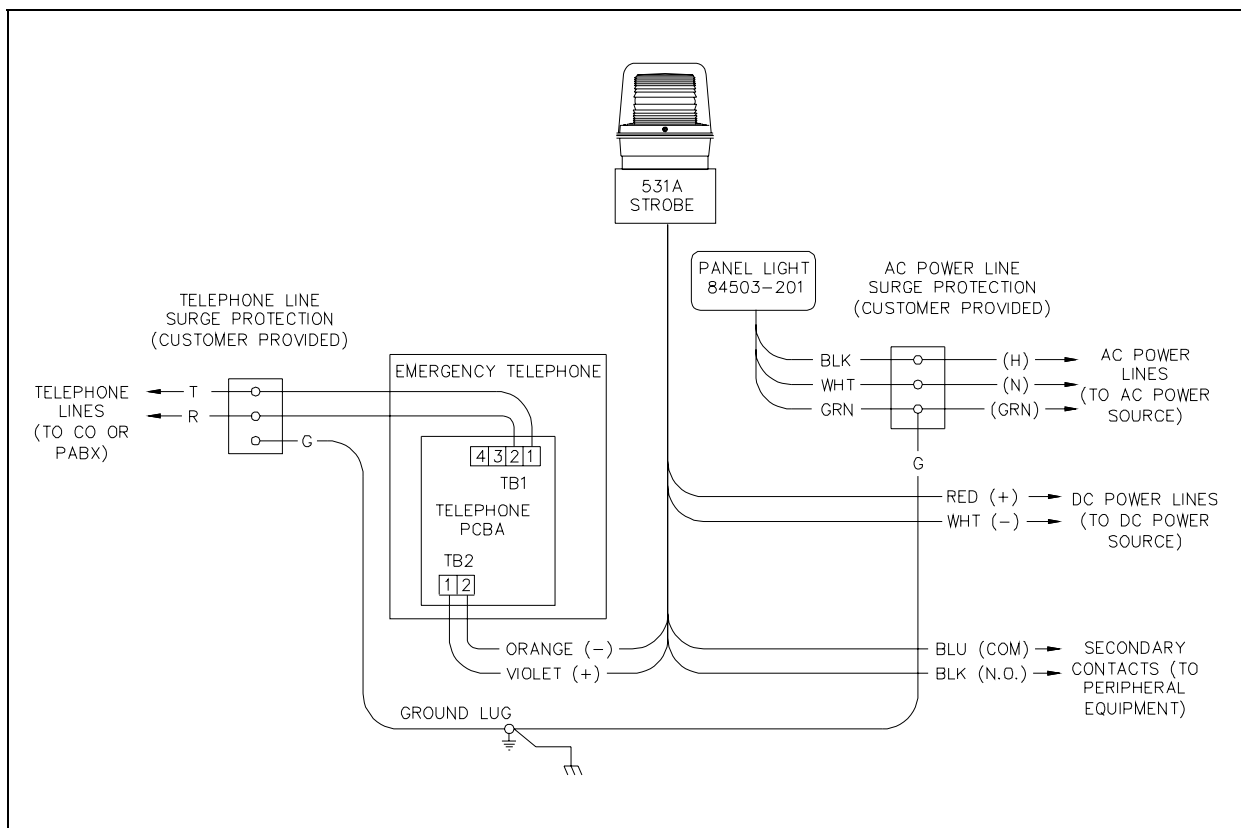 531A
STROBE
PANEL LIGHT
84503-201
AC POWER LINE
SURGE PROTECTION
(CUSTOMER PROVIDED)
TELEPHONE LINE
SURGE PROTECTION
(CUSTOMER PROVIDED)
BLK
(H)
WHT
(N)
GRN
(GRN)
AC POWER
LINES
(TO AC POWER
SOURCE)
G
TELEPHONE
LINES
(TO CO OR
PABX)
T
R
G
EMERGENCY TELEPHONE
4 3 2 1
TB1
TELEPHONE
PCBA
TB2
1 2
RED (+)
WHT (-)
DC POWER LINES
(TO DC POWER
SOURCE)
ORANGE (-)
VIOLET (+)
BLU (COM)
BLK (N.O.)
SECONDARY
CONTACTS (TO
PERIPHERAL
EQUIPMENT)
GROUND LUG